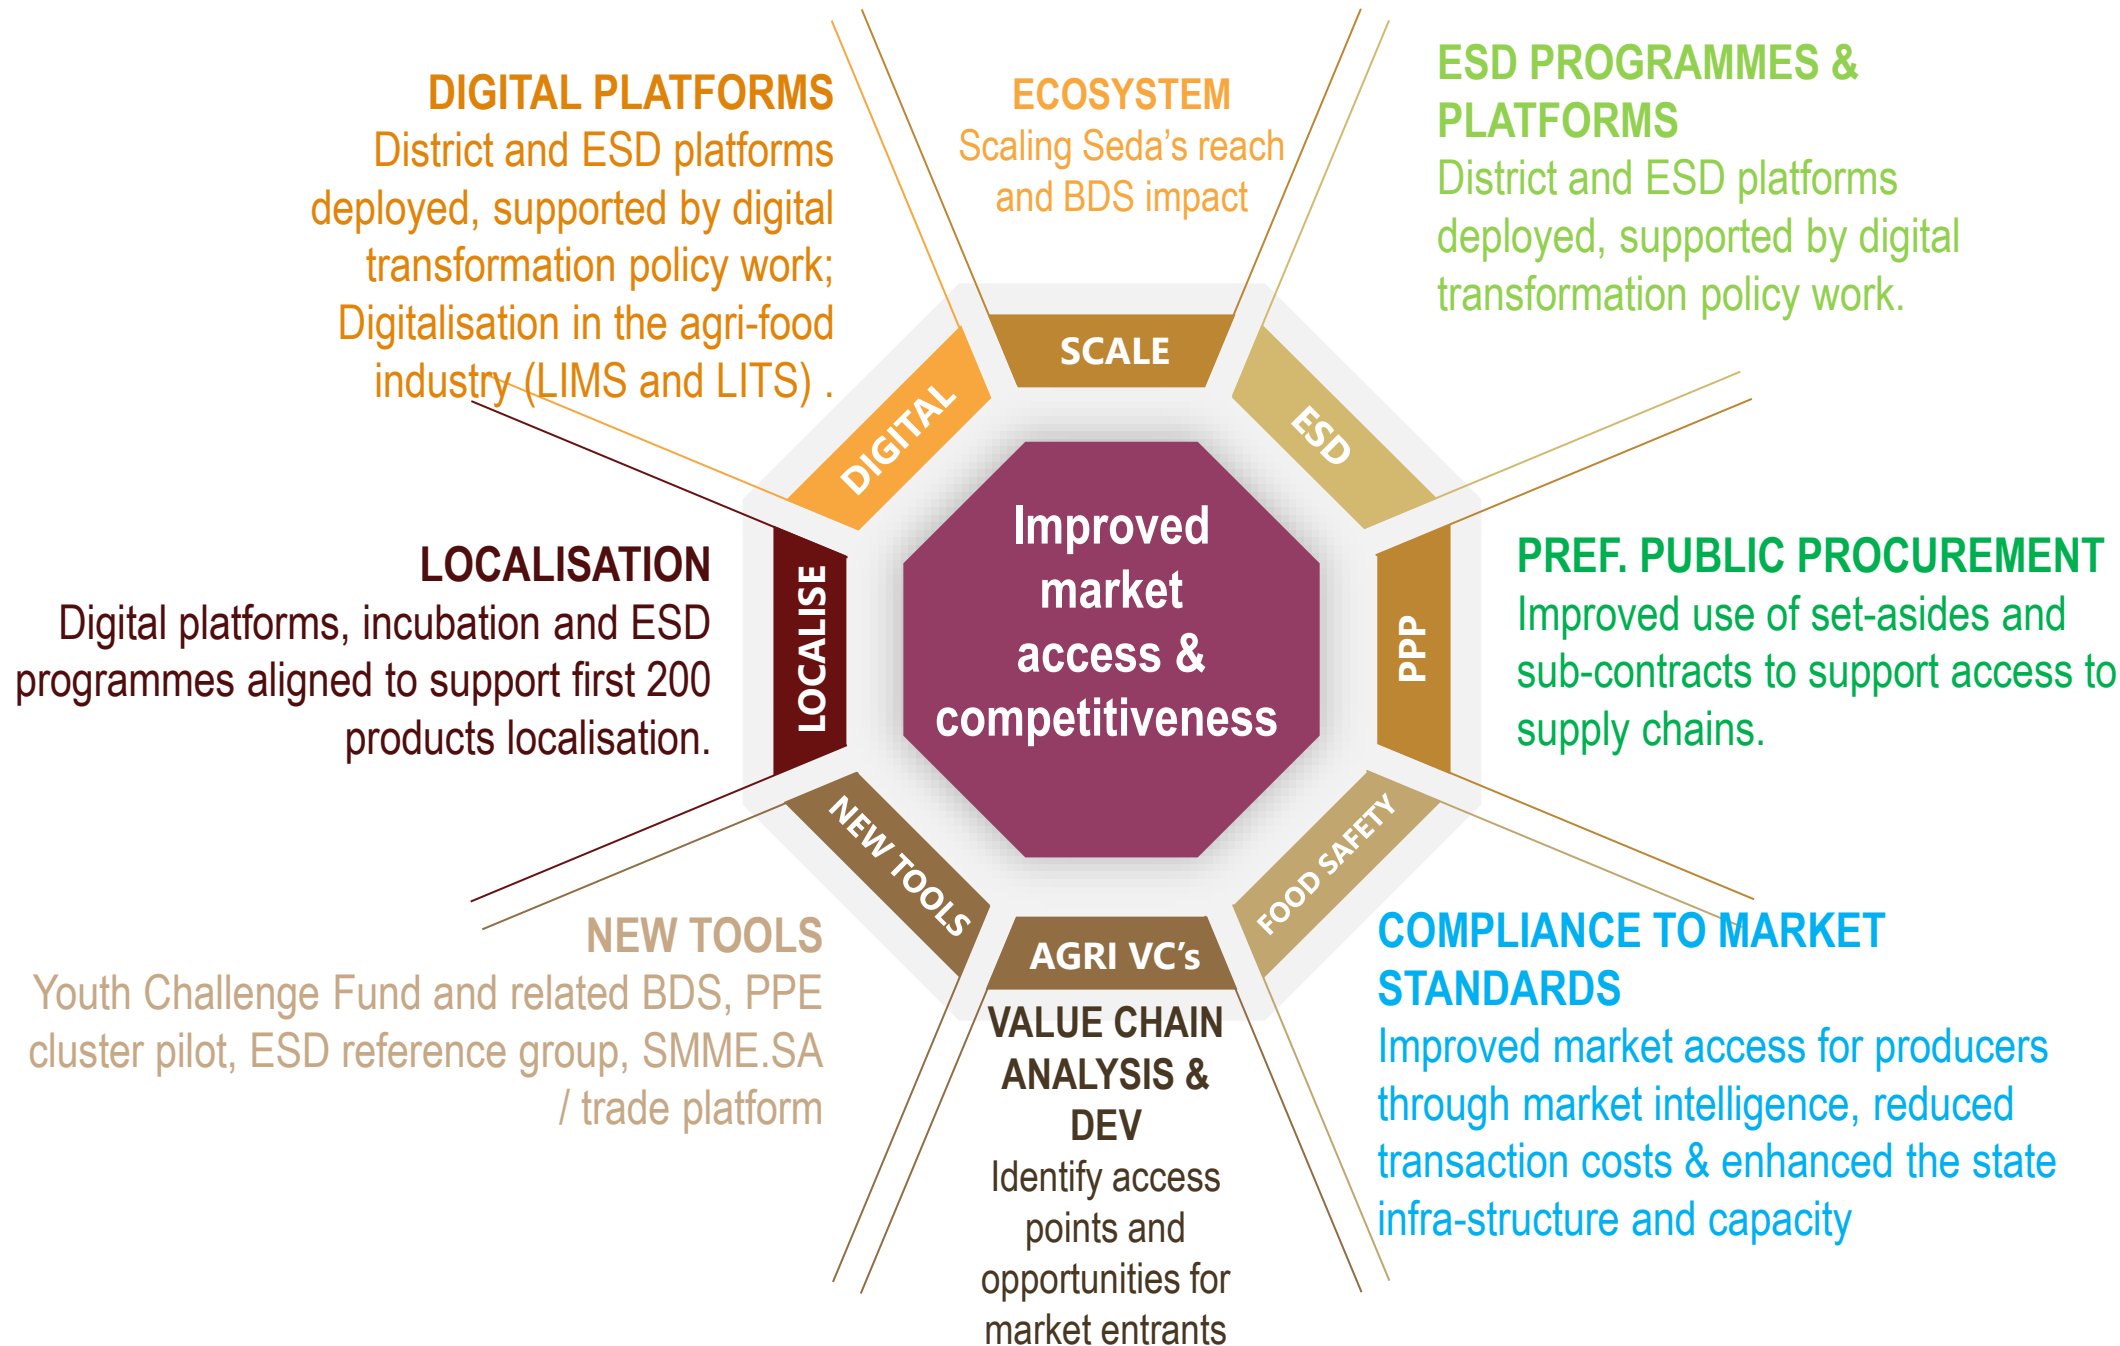 DIGITAL PLATFORMS
District and ESD platforms
deployed, supported by digital
transformation policy work;
Digitalisation in the agri-food
industry (LIMS and LITS) .
ECOSYSTEM
Scaling Seda’s reach
and BDS impact
ESD PROGRAMMES &
PLATFORMS
District and ESD platforms
deployed, supported by digital
transformation policy work.
SCALE
DIGITAL
ESD
LOCALISATION
Digital platforms, incubation and ESD
programmes aligned to support first 200
products localisation.
LOCALISE
Improved
market
access &
competitiveness
PPP
PREF. PUBLIC PROCUREMENT
Improved use of set-asides and
sub-contracts to support access to
supply chains.
NEW TOOLS
FOOD SAFETY
AGRI VC’s
NEW TOOLS
Youth Challenge Fund and related BDS, PPE
cluster pilot, ESD reference group, SMME.SA
/ trade platform
VALUE CHAIN
ANALYSIS &
DEV
Identify access
points and
opportunities for
market entrants
COMPLIANCE TO MARKET
STANDARDS
Improved market access for producers
through market intelligence, reduced
transaction costs & enhanced the state
infra-structure and capacity